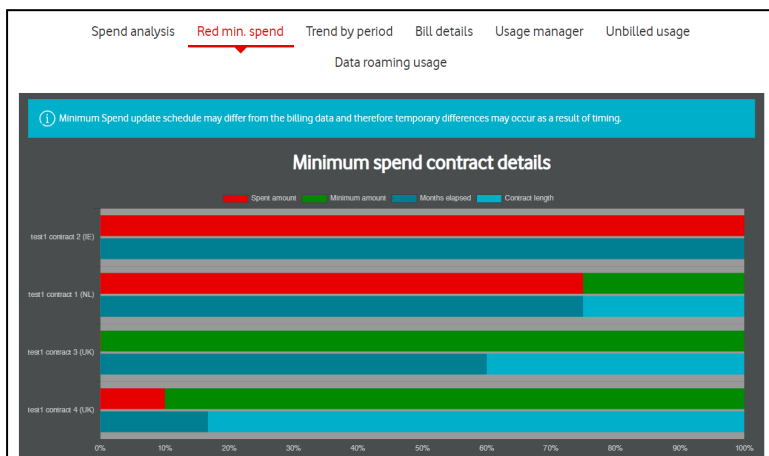 Spend analysis Red min. spend Trend by period Bill details Usage manager Unbilled usage
Data roaming usage
Minimum Spend update schedule may differ from the billing data and therefore temporary differences may occur as a result of timing.
Minimum spend contract details
Spent amount Minimum amount Months elapsed Contract length
test1 contract 2 (IE)
test1 contract 1 (NL)
test1 contract 3 (UK)
test1 contract 4 (UK)
0% 10% 20% 30% 40% 50% 60% 70% 80% 90% 100%